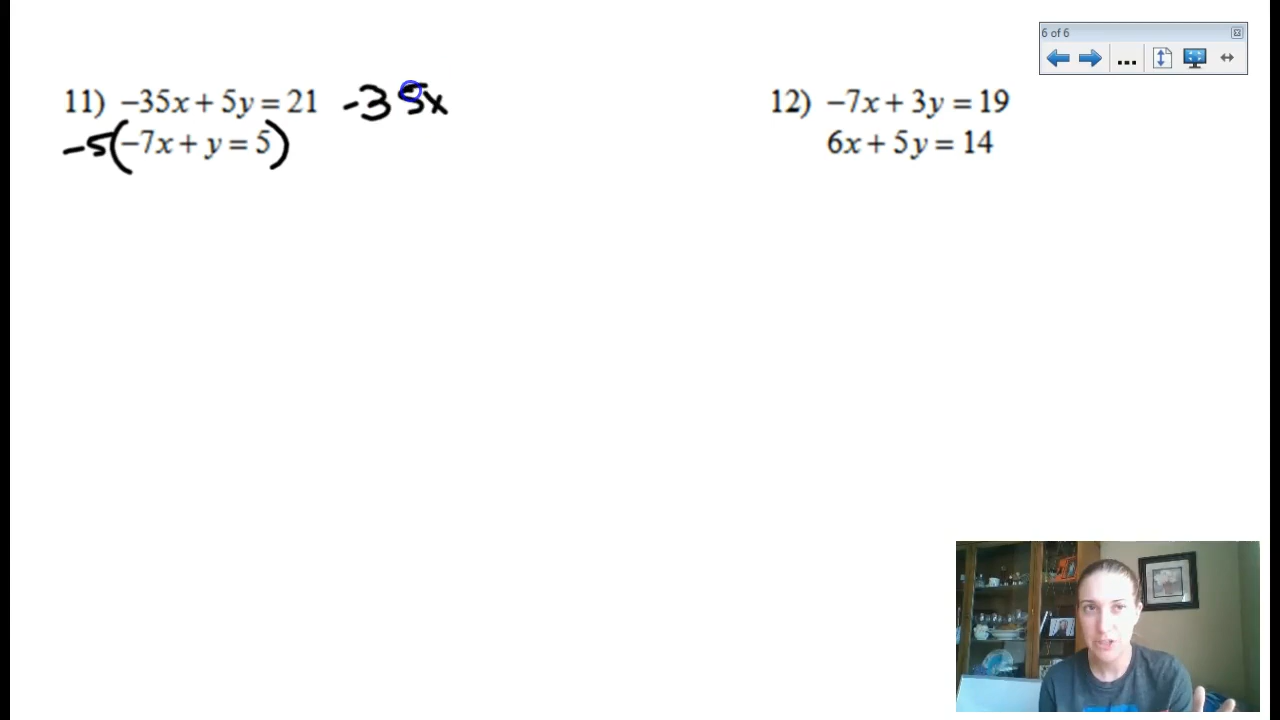 6 of 6
11) −35x + 5y = 21 -35x
-5(−7x + y = 5)
12) −7x + 3y = 19
6x + 5y = 14